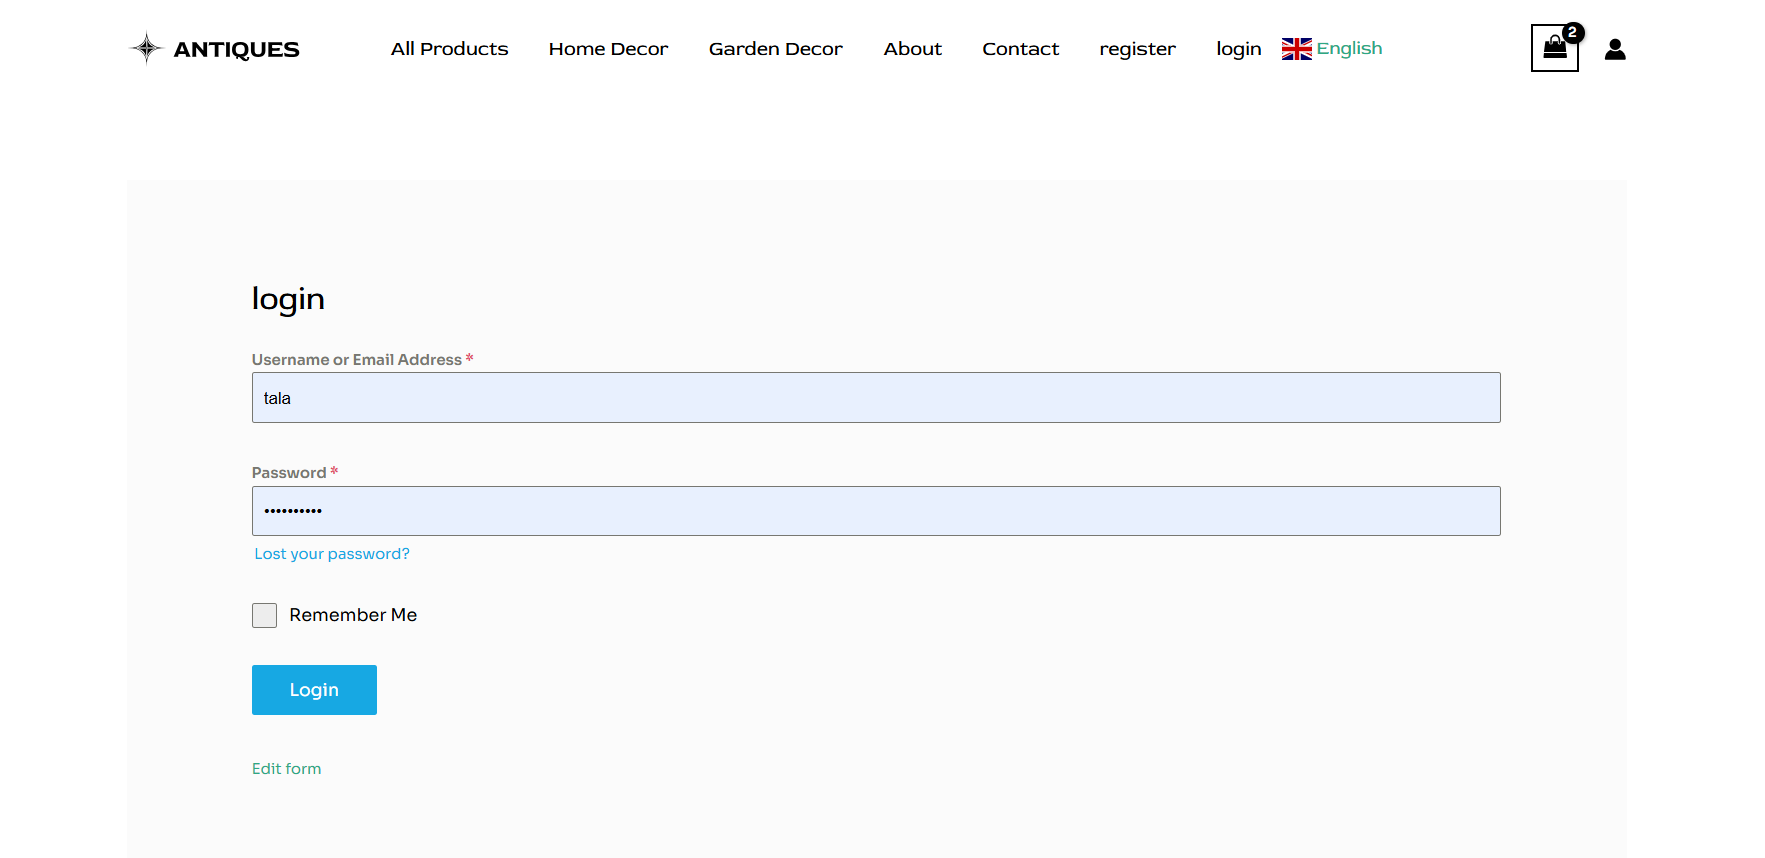 ANTIQUES All Products Home Decor Garden Decor About Contact register login English 2
login
Username or Email Address *
tala
Password *
••••••••••
Lost your password?
Remember Me
Login
Edit form